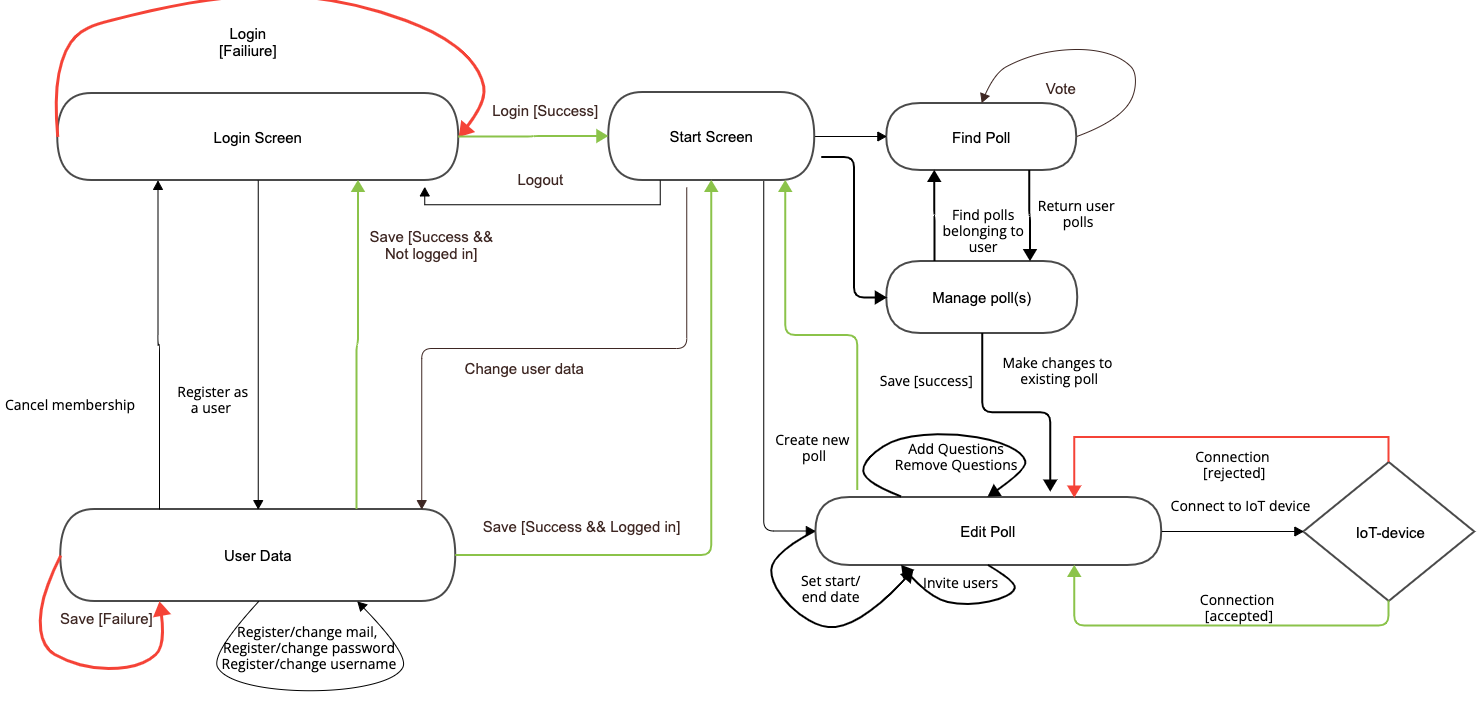 Login
[Failiure]
Login Screen
Login [Success]
Start Screen
Find Poll
Vote
Logout
Save [Success &&
Not logged in]
Find polls
belonging to
user
Return user
polls
Manage poll(s)
Change user data
Cancel membership
Register as
a user
Save [success]
Make changes to
existing poll
Create new
poll
Add Questions
Remove Questions
Connection
[rejected]
Connect to IoT device
Save [Success && Logged in]
User Data
Edit Poll
IoT-device
Set start/
end date
Invite users
Connection
[accepted]
Save [Failure]
Register/change mail,
Register/change password
Register/change username